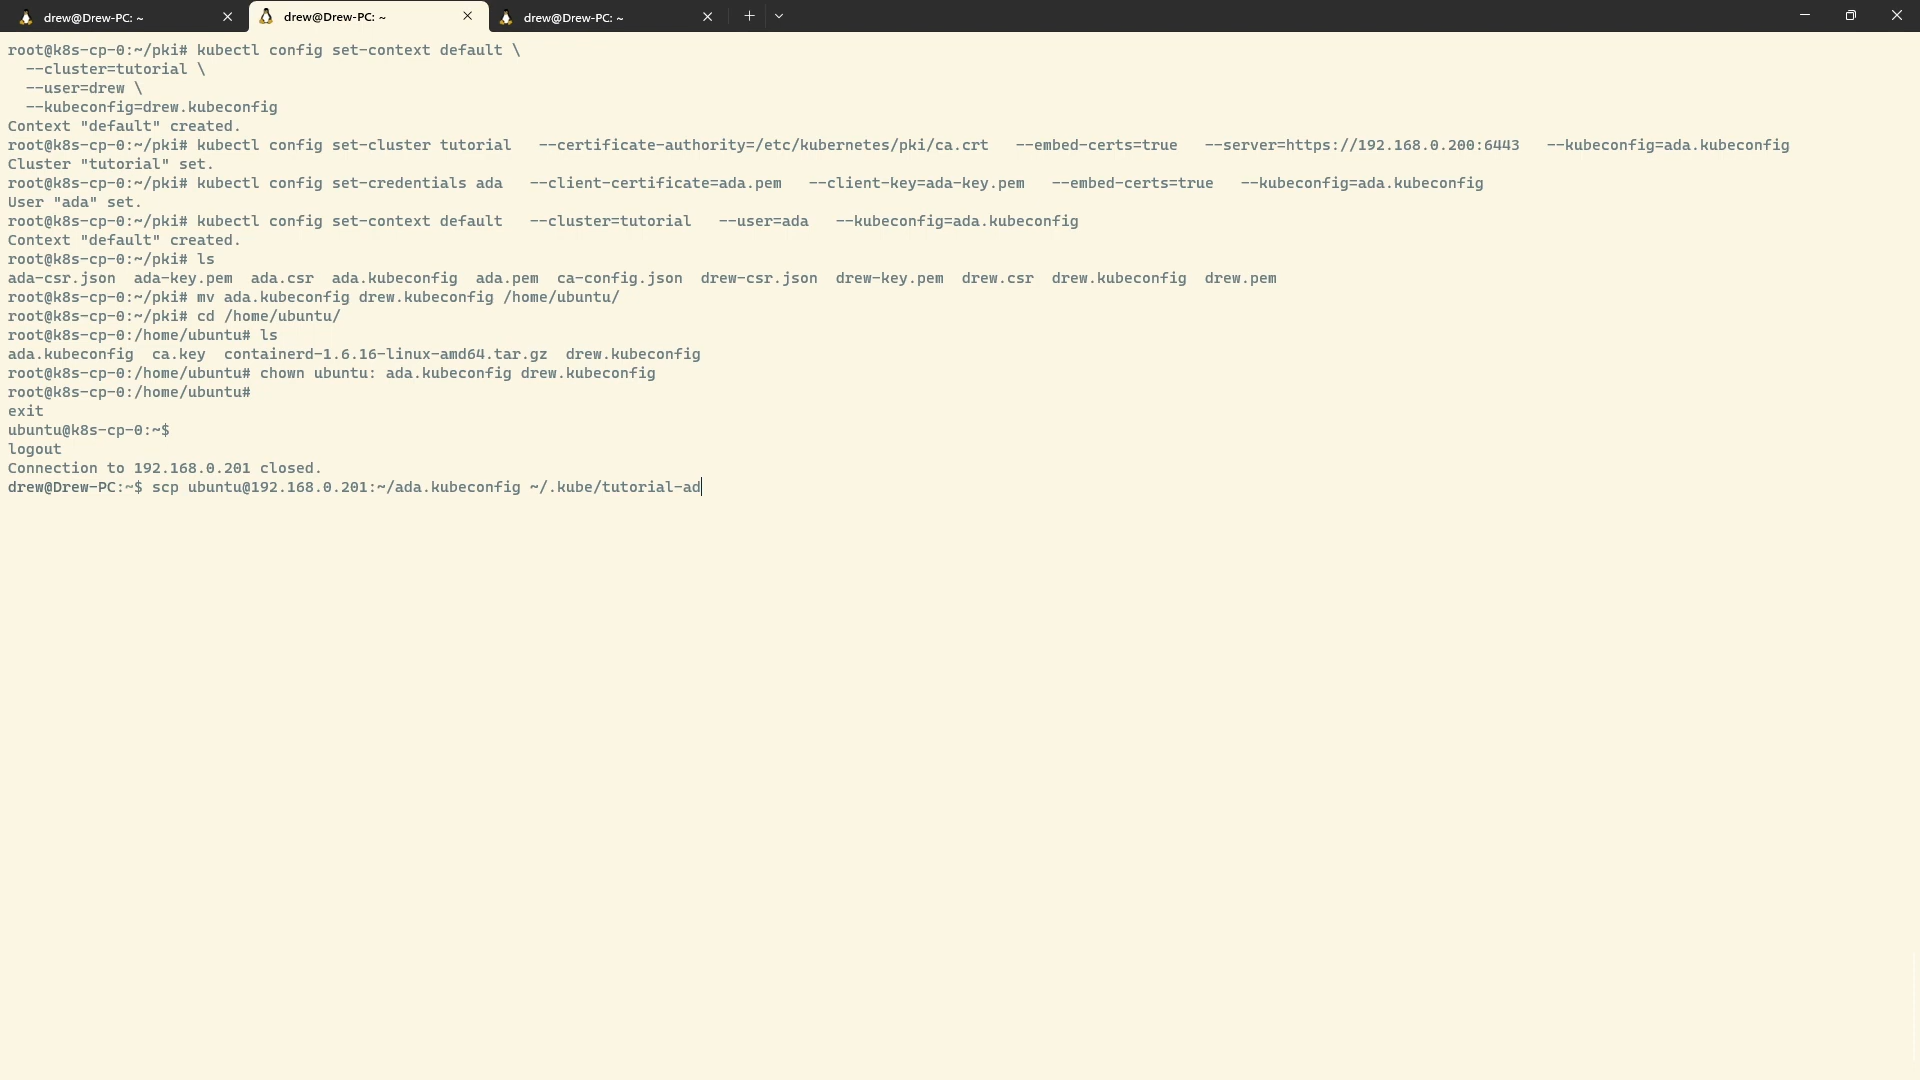 drew@Drew-PC: ~
drew@Drew-PC: ~
drew@Drew-PC: ~
root@k8s-cp-0:~/pki# kubectl config set-context default \
  --cluster=tutorial \
  --user=drew \
  --kubeconfig=drew.kubeconfig
Context "default" created.
root@k8s-cp-0:~/pki# kubectl config set-cluster tutorial   --certificate-authority=/etc/kubernetes/pki/ca.crt   --embed-certs=true   --server=https://192.168.0.200:6443   --kubeconfig=ada.kubeconfig
Cluster "tutorial" set.
root@k8s-cp-0:~/pki# kubectl config set-credentials ada   --client-certificate=ada.pem   --client-key=ada-key.pem   --embed-certs=true   --kubeconfig=ada.kubeconfig
User "ada" set.
root@k8s-cp-0:~/pki# kubectl config set-context default   --cluster=tutorial   --user=ada   --kubeconfig=ada.kubeconfig
Context "default" created.
root@k8s-cp-0:~/pki# ls
ada-csr.json  ada-key.pem  ada.csr  ada.kubeconfig  ada.pem  ca-config.json  drew-csr.json  drew-key.pem  drew.csr  drew.kubeconfig  drew.pem
root@k8s-cp-0:~/pki# mv ada.kubeconfig drew.kubeconfig /home/ubuntu/
root@k8s-cp-0:~/pki# cd /home/ubuntu/
root@k8s-cp-0:/home/ubuntu# ls
ada.kubeconfig  ca.key  containerd-1.6.16-linux-amd64.tar.gz  drew.kubeconfig
root@k8s-cp-0:/home/ubuntu# chown ubuntu: ada.kubeconfig drew.kubeconfig
root@k8s-cp-0:/home/ubuntu#
exit
ubuntu@k8s-cp-0:~$
logout
Connection to 192.168.0.201 closed.
drew@Drew-PC:~$ scp ubuntu@192.168.0.201:~/ada.kubeconfig ~/.kube/tutorial-ad